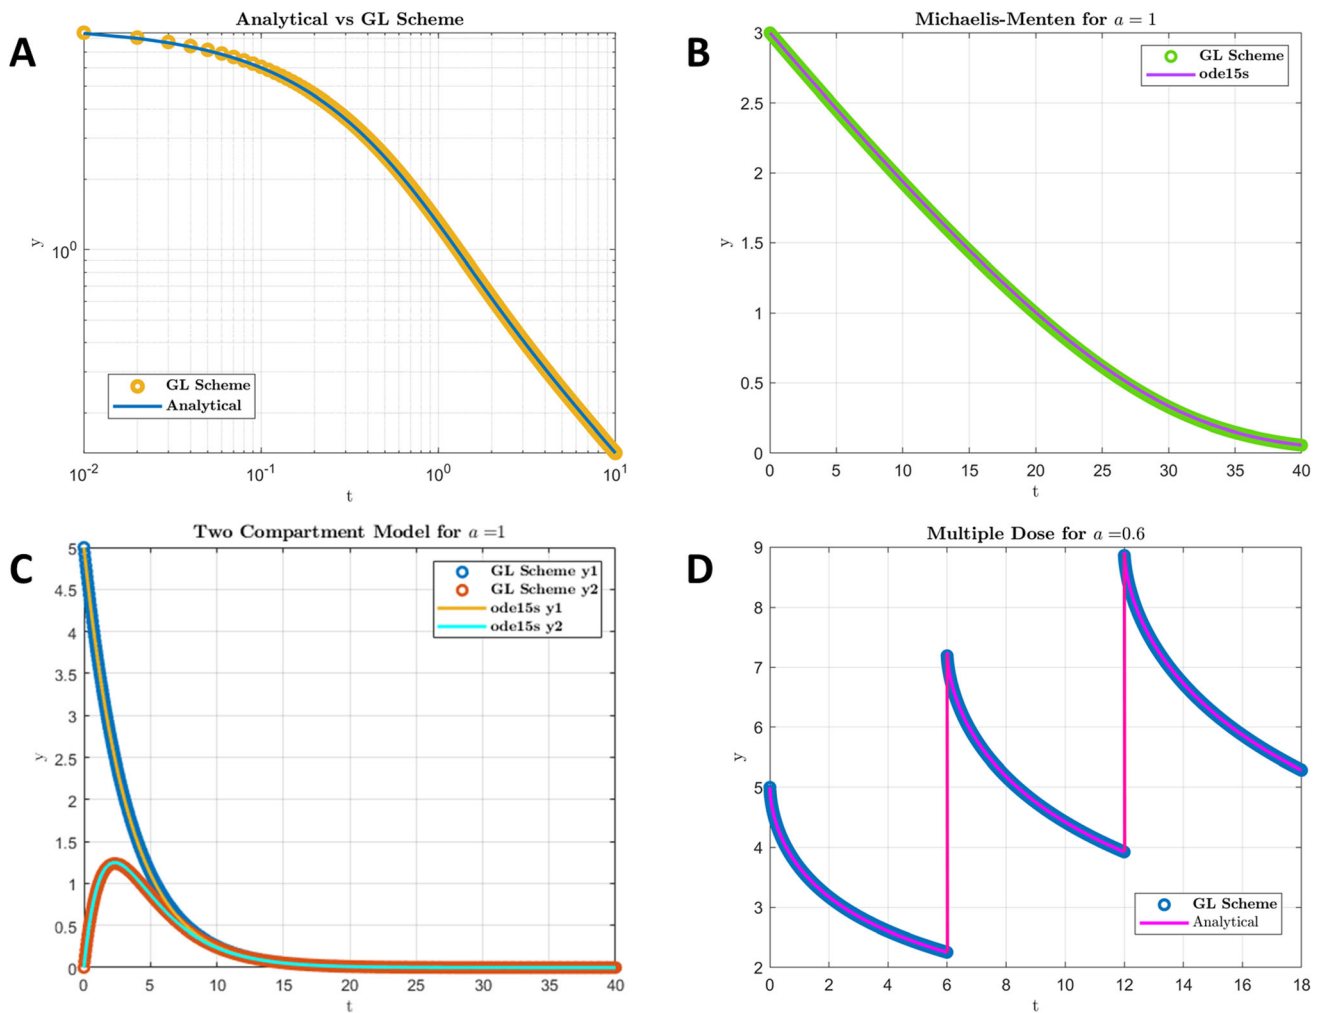 A
Analytical vs GL Scheme
y
10^0
GL Scheme
Analytical
10^-2
10^-1
10^0
10^1
t
B
Michaelis-Menten for a = 1
GL Scheme
ode15s
3
2.5
2
1.5
1
0.5
0
y
0 5 10 15 20 25 30 35 40
t
C
Two Compartment Model for a =1
GL Scheme y1
GL Scheme y2
ode15s y1
ode15s y2
5
4.5
4
3.5
3
2.5
2
1.5
1
0.5
0
y
0 5 10 15 20 25 30 35 40
t
D
Multiple Dose for a =0.6
9
8
7
6
5
4
3
2
y
GL Scheme
Analytical
0 2 4 6 8 10 12 14 16 18
t